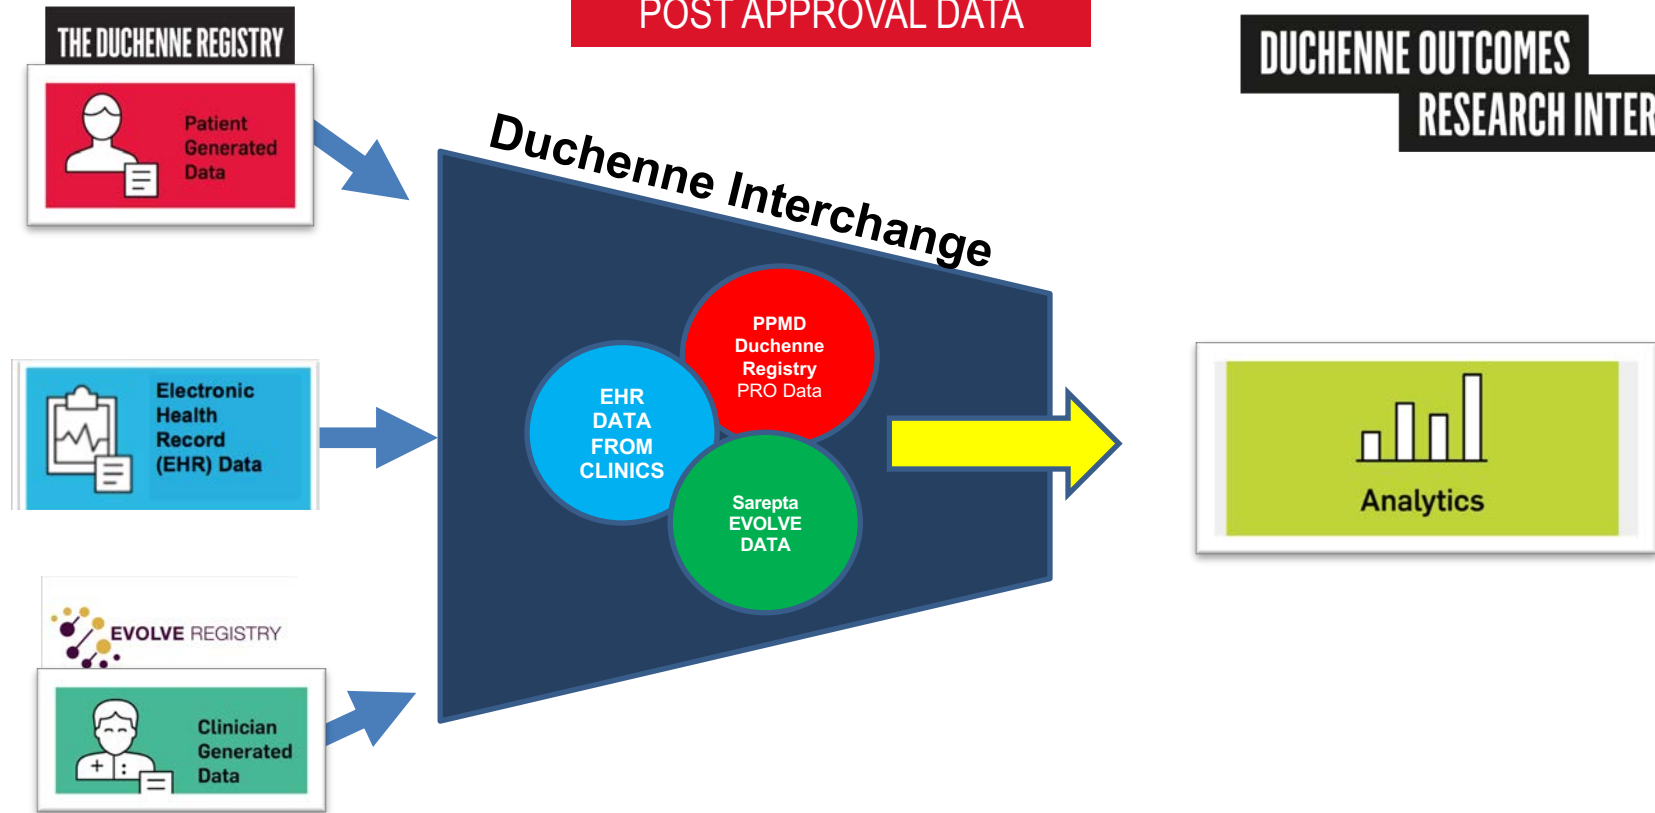 POST APPROVAL DATA
THE DUCHENNE REGISTRY
Patient
Generated
Data
DUCHENNE OUTCOMES
RESEARCH INTER
Duchenne Interchange
PPMD
Duchenne
Registry
PRO Data
EHR
DATA
FROM
CLINICS
Sarepta
EVOLVE
DATA
Electronic
Health
Record
(EHR) Data
Analytics
EVOLVE REGISTRY
Clinician
Generated
Data